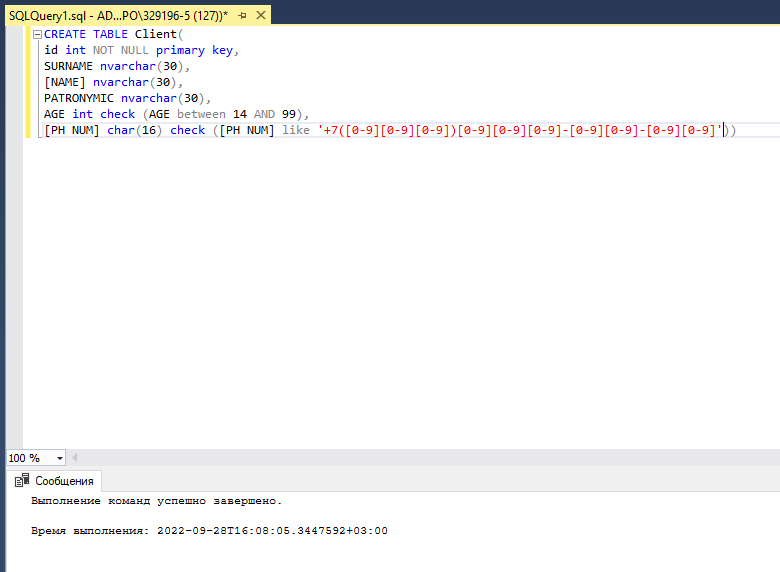 SQLQuery1.sql - AD...PO\329196-5 (127))*
CREATE TABLE Client(
id int NOT NULL primary key,
SURNAME nvarchar(30),
[NAME] nvarchar(30),
PATRONYMIC nvarchar(30),
AGE int check (AGE between 14 AND 99),
[PH NUM] char(16) check ([PH NUM] like '+7([0-9][0-9][0-9])[0-9][0-9][0-9]-[0-9][0-9]-[0-9][0-9]'))
100 %
Сообщения
Выполнение команд успешно завершено.
Время выполнения: 2022-09-28T16:08:05.3447592+03:00